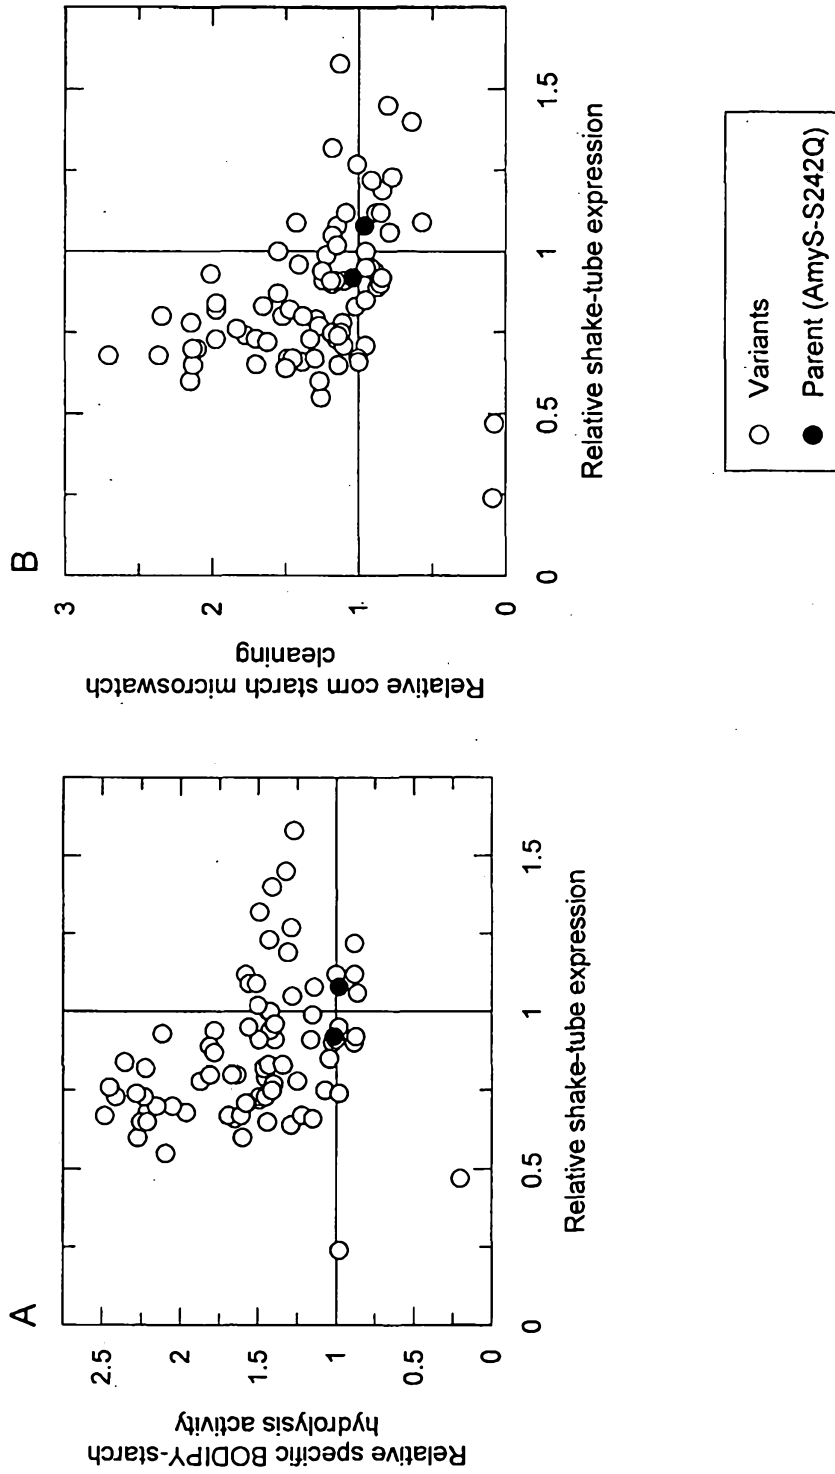 A
Relative specific BODIPY-starch
hydrolysis activity
2.5
2
1.5
1
0.5
0
0
0.5
1
1.5
Relative shake-tube expression
B
Relative corn starch microswatch
cleaning
3
2
1
0
0
0.5
1
1.5
Relative shake-tube expression
Variants
Parent (AmyS-S242Q)